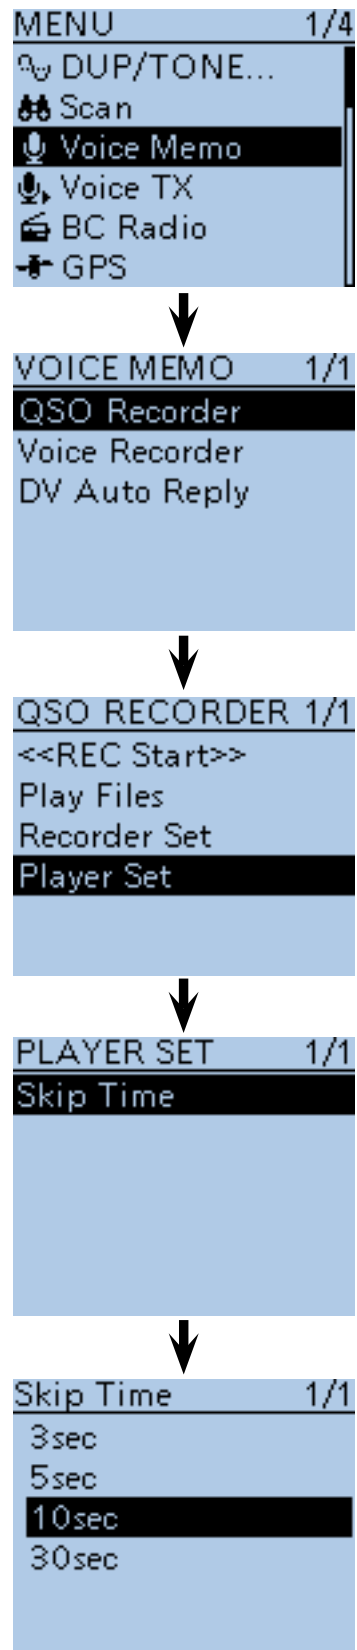 MENU 1/4
DUP/TONE...
Scan
Voice Memo
Voice TX
BC Radio
GPS
VOICE MEMO 1/1
QSO Recorder
Voice Recorder
DV Auto Reply
QSO RECORDER 1/1
<<REC Start>>
Play Files
Recorder Set
Player Set
PLAYER SET 1/1
Skip Time
Skip Time 1/1
3sec
5sec
10sec
30sec